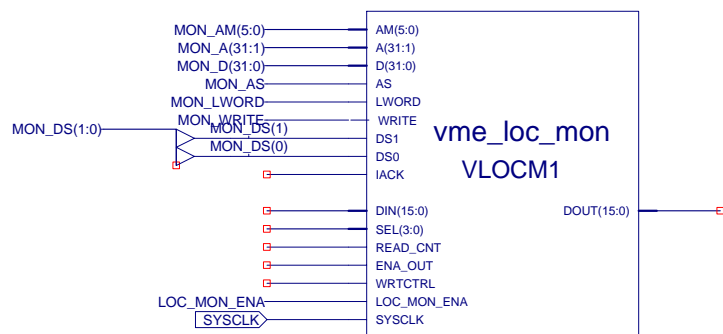 MON_AM(5:0) AM(5:0)
MON_A(31:1) A(31:1)
MON_D(31:0) D(31:0)
MON_AS AS
MON_LWORD LWORD
MON_WRITE WRITE
MON_DS(1:0) MON_DS(1) DS1
MON_DS(0) DS0
IACK
vme_loc_mon
VLOCM1
DIN(15:0) DOUT(15:0)
SEL(3:0)
READ_CNT
ENA_OUT
WRTCTRL
LOC_MON_ENA LOC_MON_ENA
SYSCLK SYSCLK